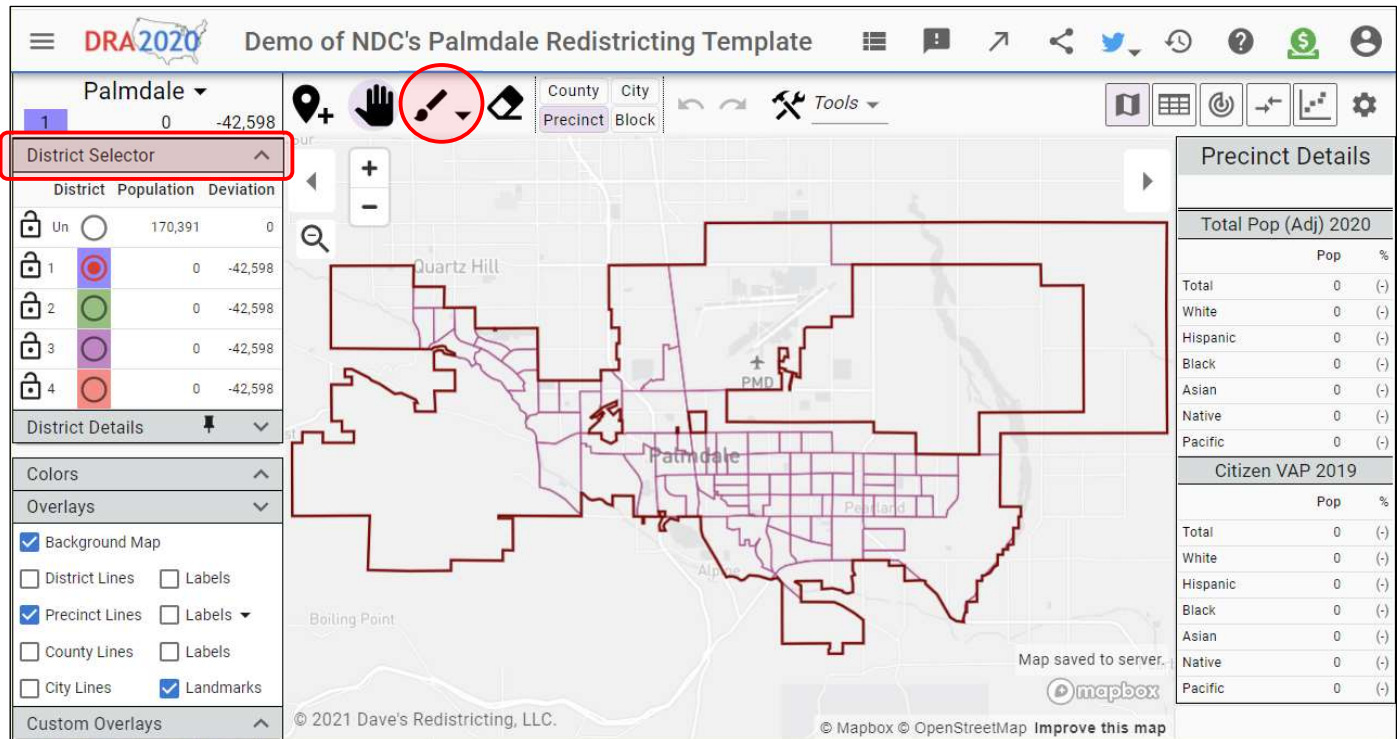 DRA2020 Demo of NDC's Palmdale Redistricting Template
Palmdale
1 0 -42,598
District Selector
District Population Deviation
Un 170,391 0
1 0 -42,598
2 0 -42,598
3 0 -42,598
4 0 -42,598
District Details
Colors
Overlays
Background Map
District Lines Labels
Precinct Lines Labels
County Lines Labels
City Lines Landmarks
Custom Overlays
County City
Precinct Block
Tools
+
−
Quartz Hill
PMD
Palmdale
Pearland
Alpine
Boiling Point
Map saved to server.
mapbox
© 2021 Dave's Redistricting, LLC.
© Mapbox © OpenStreetMap Improve this map
Precinct Details
Total Pop (Adj) 2020
Pop %
Total 0 (-)
White 0 (-)
Hispanic 0 (-)
Black 0 (-)
Asian 0 (-)
Native 0 (-)
Pacific 0 (-)
Citizen VAP 2019
Pop %
Total 0 (-)
White 0 (-)
Hispanic 0 (-)
Black 0 (-)
Asian 0 (-)
Native 0 (-)
Pacific 0 (-)